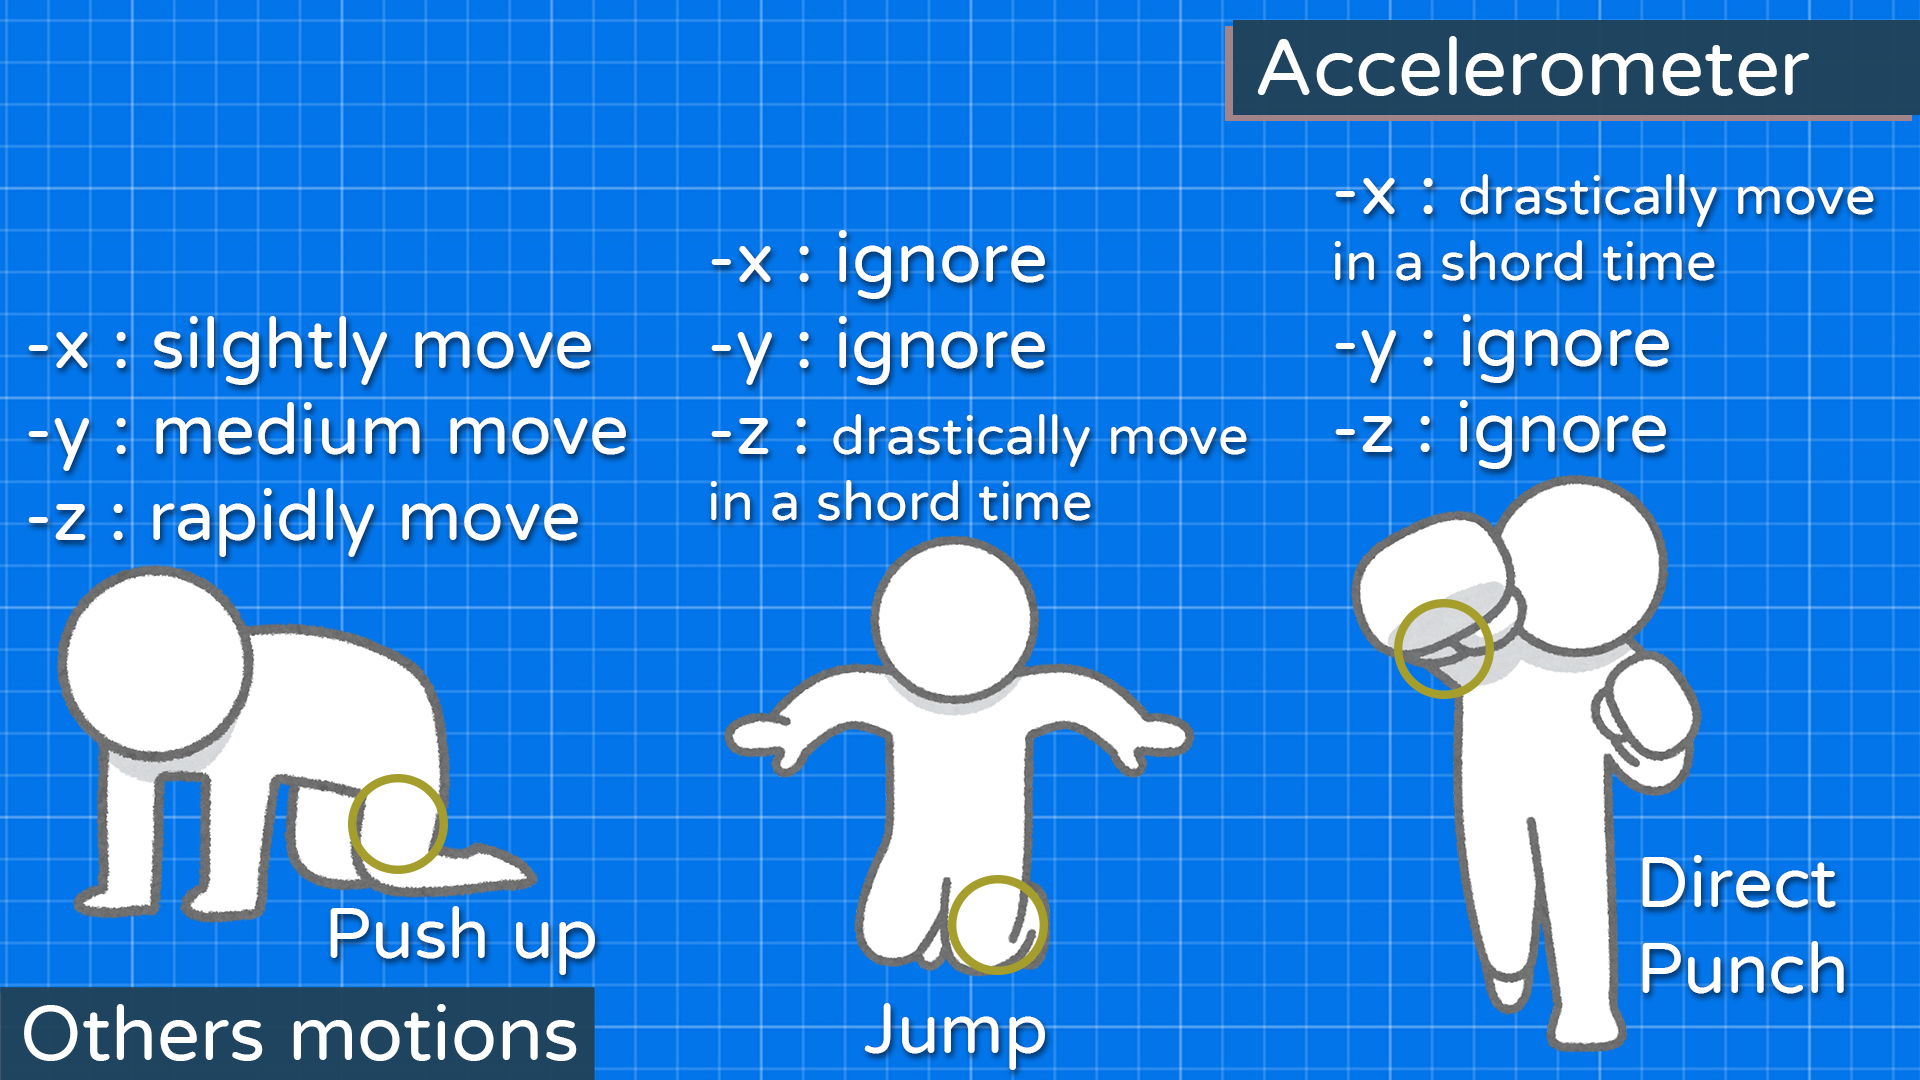 Accelerometer
-x : silghtly move
-y : medium move
-z : rapidly move
Push up
-x : ignore
-y : ignore
-z : drastically move
in a shord time
Jump
-x : drastically move
in a shord time
-y : ignore
-z : ignore
Direct
Punch
Others motions